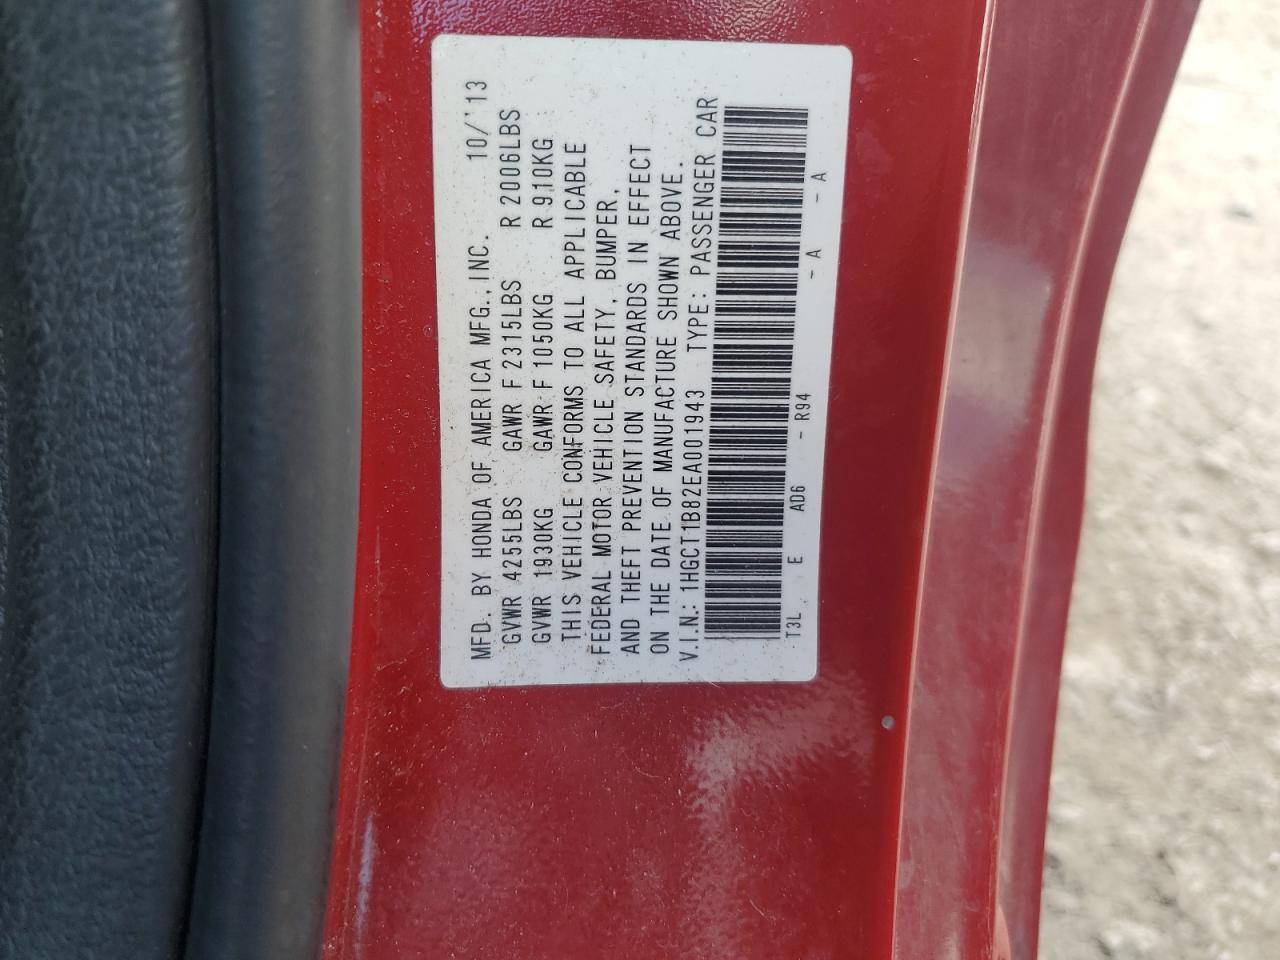 MFD. BY HONDA OF AMERICA MFG., INC. 10/'13
GVWR 4255LBS GAWR F 2315LBS R 2006LBS
GVWR 1930KG GAWR F 1050KG R 910KG
THIS VEHICLE CONFORMS TO ALL APPLICABLE
FEDERAL MOTOR VEHICLE SAFETY, BUMPER,
AND THEFT PREVENTION STANDARDS IN EFFECT
ON THE DATE OF MANUFACTURE SHOWN ABOVE.
V.I.N.: 1HGCT1B82EA001943 TYPE: PASSENGER CAR
T3L E AD6 - R94 - A - A